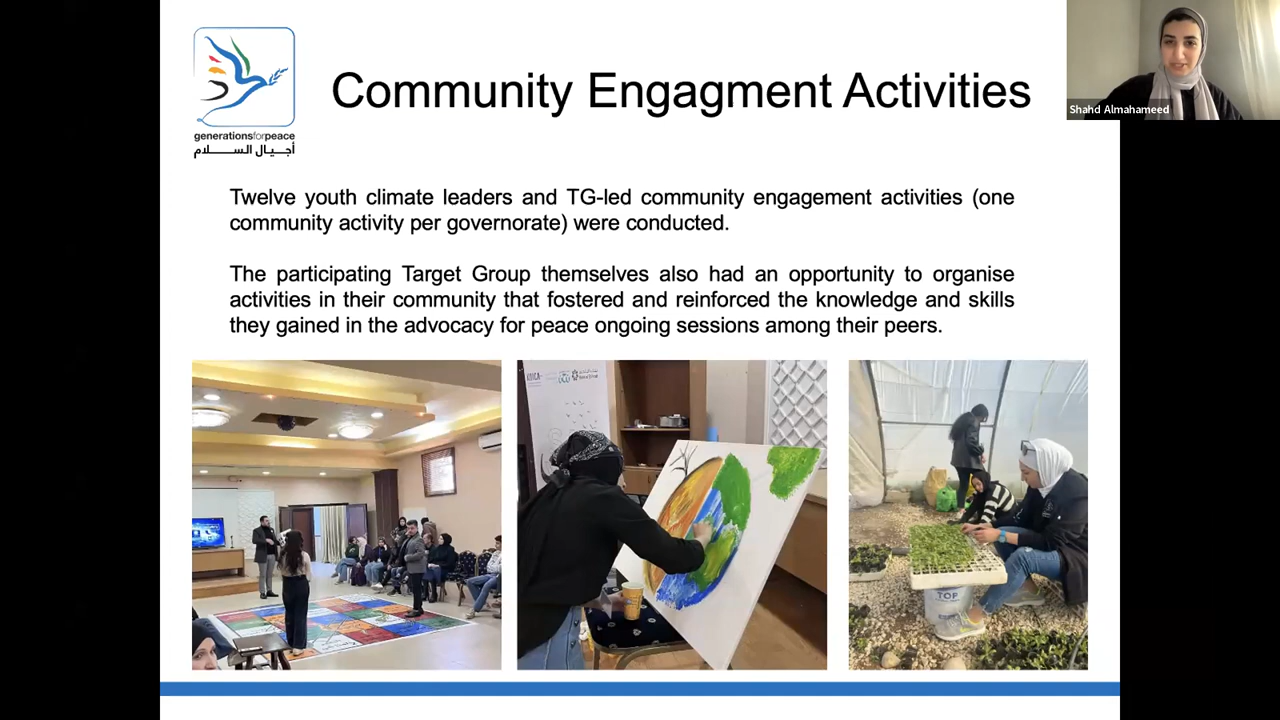 generationsforpeace
أجيال السلام
Community Engagment Activities
Shahd Almahameed
Twelve youth climate leaders and TG-led community engagement activities (one
community activity per governorate) were conducted.
The participating Target Group themselves also had an opportunity to organise
activities in their community that fostered and reinforced the knowledge and skills
they gained in the advocacy for peace ongoing sessions among their peers.
TOP